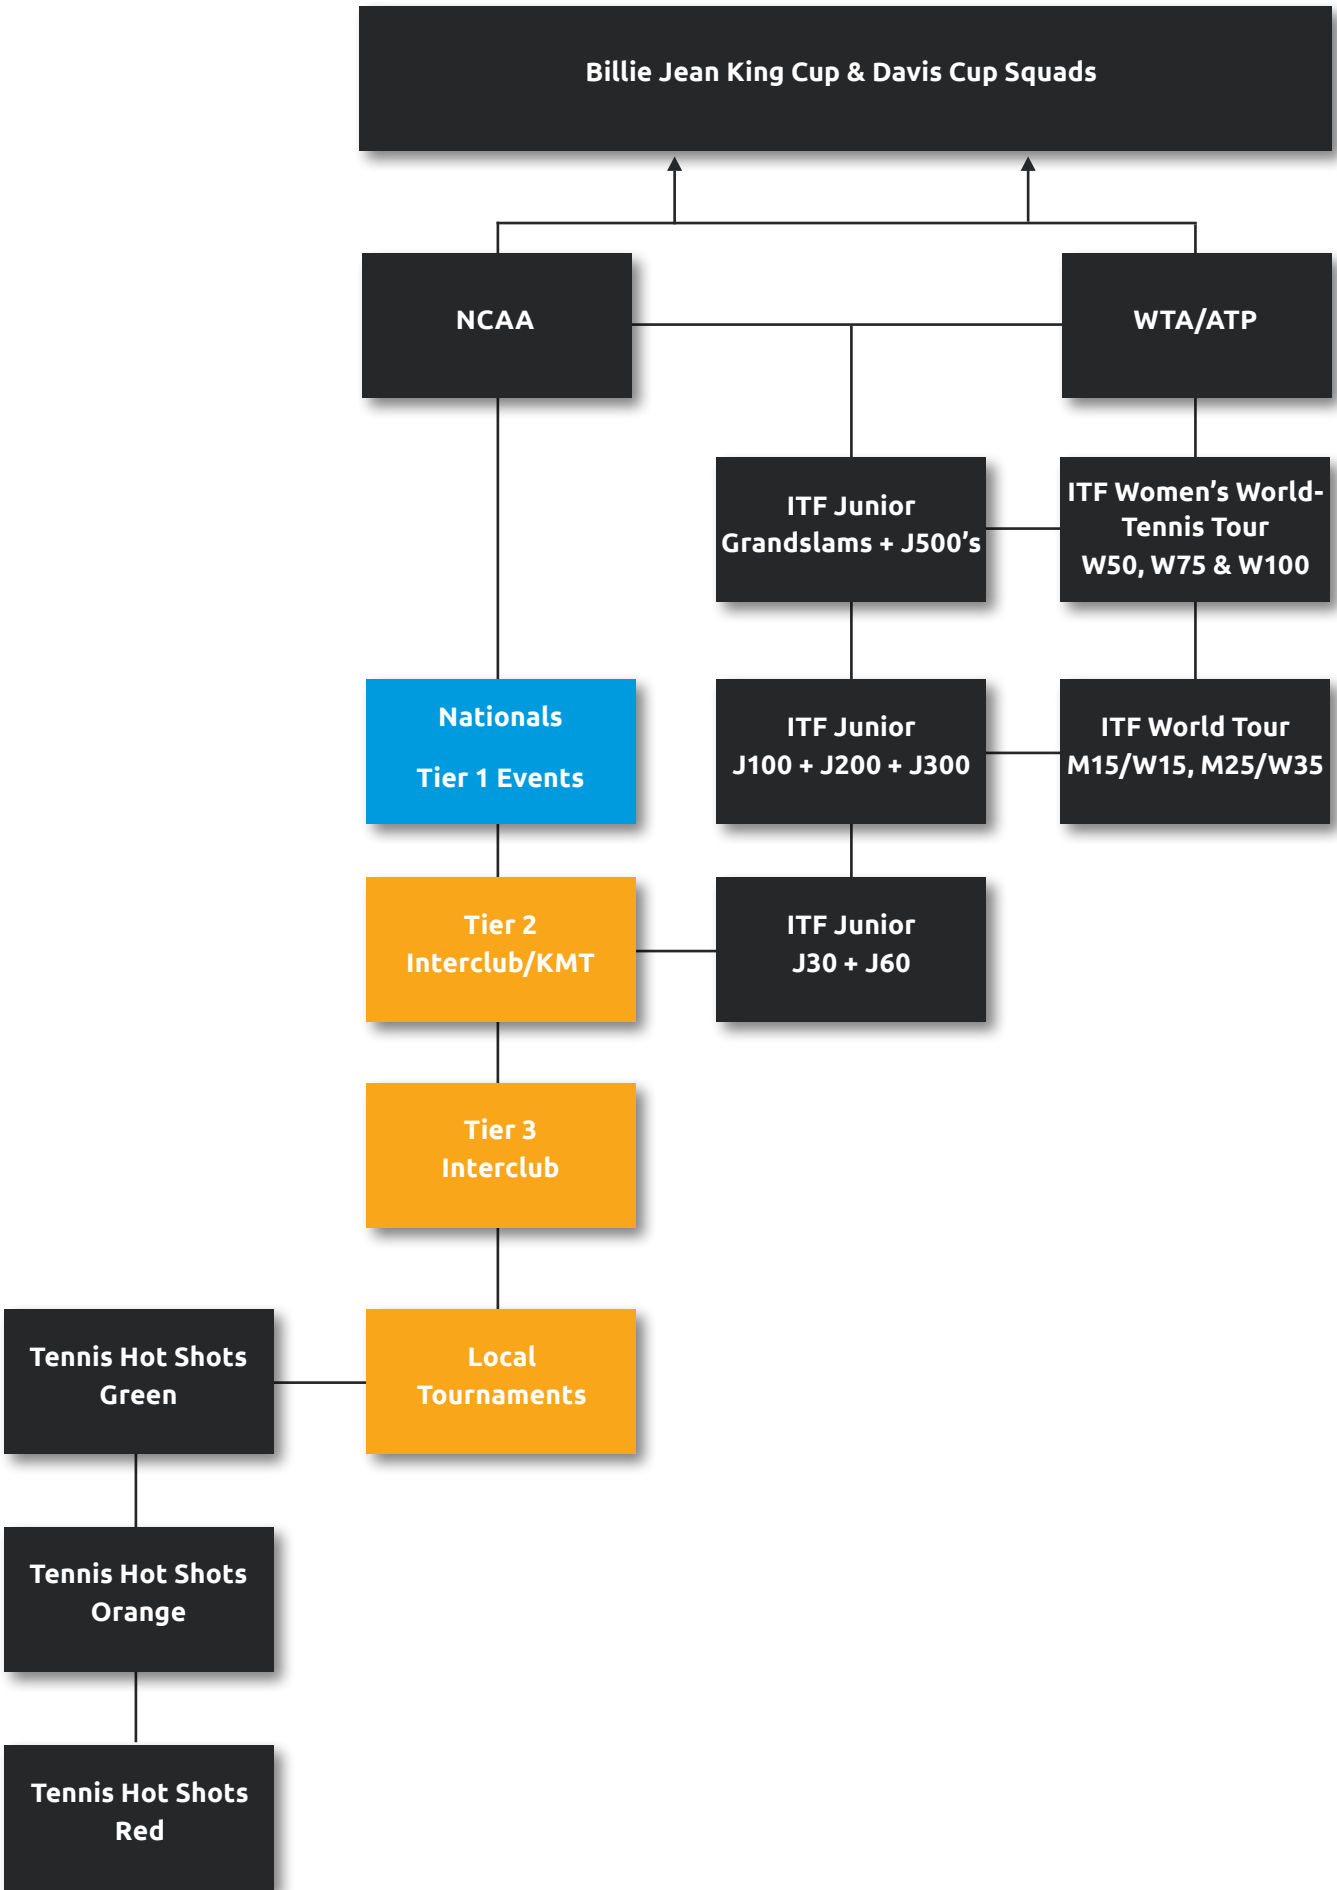 Billie Jean King Cup & Davis Cup Squads
NCAA
WTA/ATP
ITF Junior
Grandslams + J500's
ITF Women’s World-
Tennis Tour
W50, W75 & W100
Nationals
Tier 1 Events
ITF Junior
J100 + J200 + J300
ITF World Tour
M15/W15, M25/W35
Tier 2
Interclub/KMT
ITF Junior
J30 + J60
Tier 3
Interclub
Tennis Hot Shots
Green
Local
Tournaments
Tennis Hot Shots
Orange
Tennis Hot Shots
Red